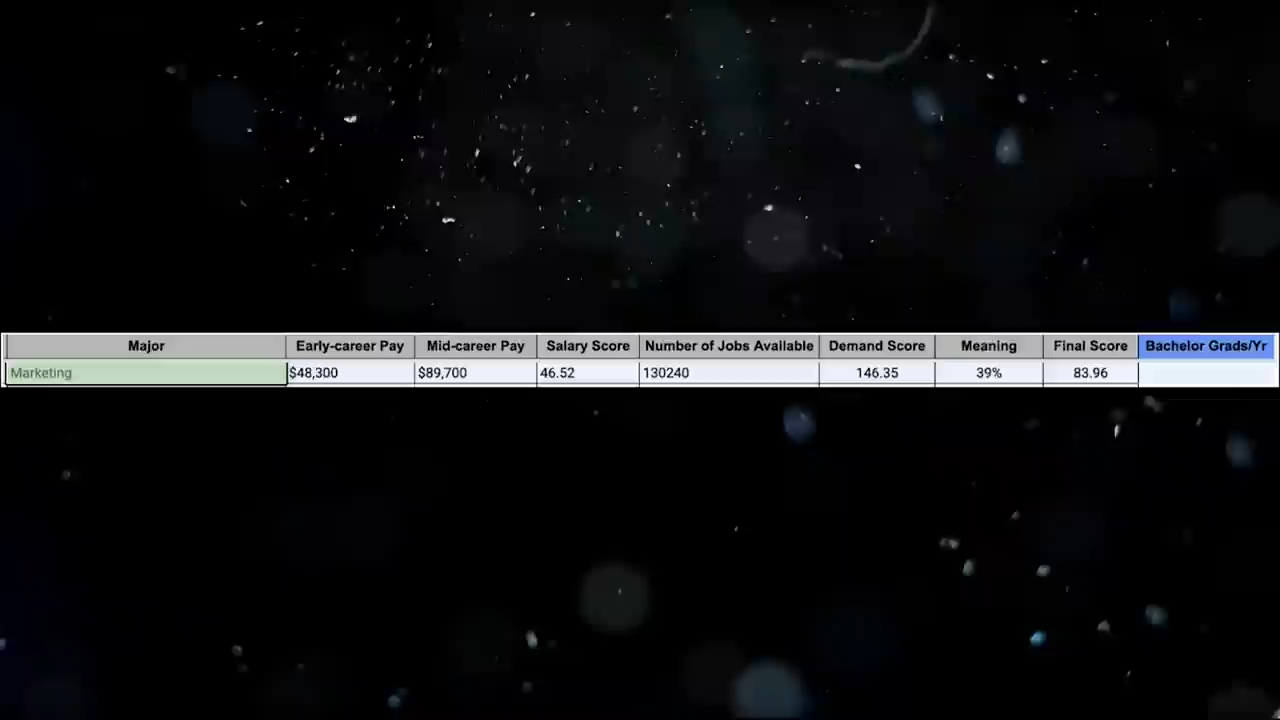 Major Early-career Pay Mid-career Pay Salary Score Number of Jobs Available Demand Score Meaning Final Score Bachelor Grads/Yr
Marketing $48,300 $89,700 46.52 130240 146.35 39% 83.96